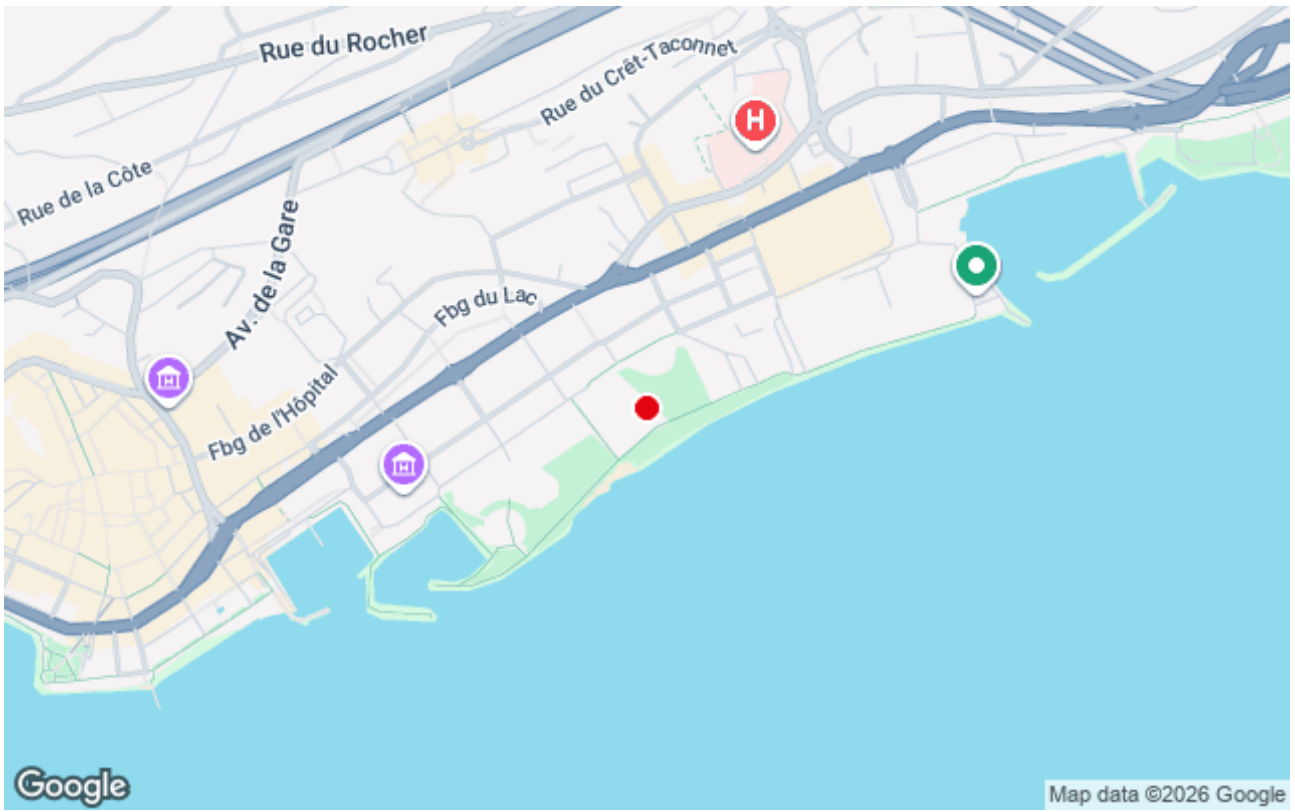 Rue du Rocher
Rue du Crêt-Taconnet
H
Rue de la Côte
Av. de la Gare
Fbg du Lac
Fbg de l'Hôpital
Google
Map data ©2026 Google